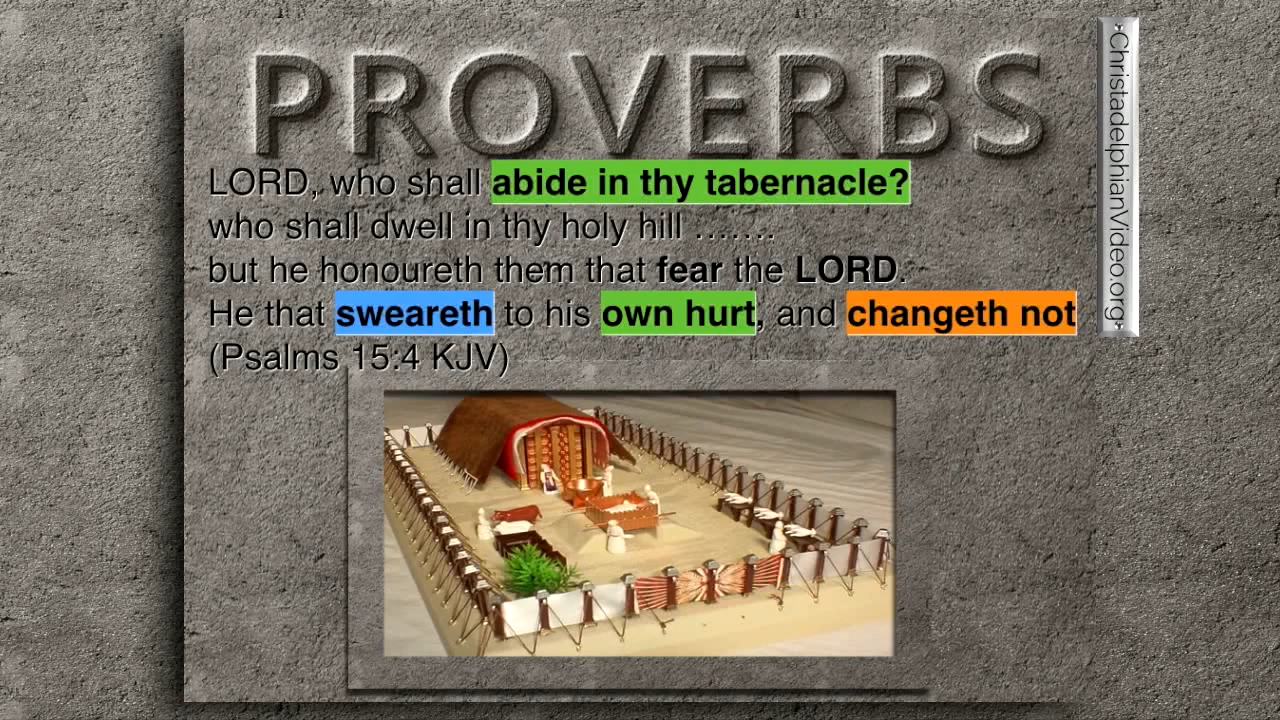 PROVERBS
LORD, who shall abide in thy tabernacle?
who shall dwell in thy holy hill .......
but he honoureth them that fear the LORD.
He that sweareth to his own hurt, and changeth not
(Psalms 15:4 KJV)
•ChristadelphianVideo.org•